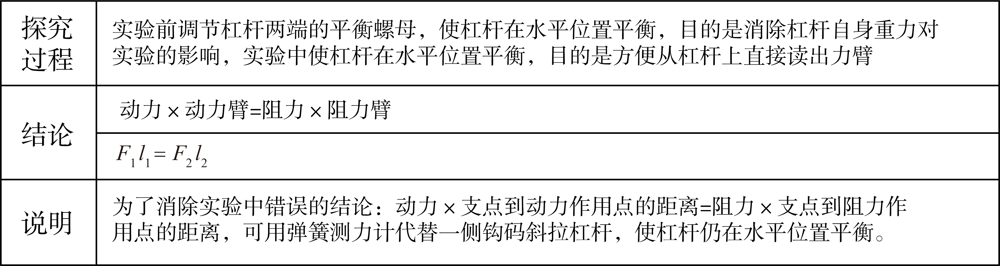 探究
过程
实验前调节杠杆两端的平衡螺母，使杠杆在水平位置平衡，目的是消除杠杆自身重力对
实验的影响，实验中使杠杆在水平位置平衡，目的是方便从杠杆上直接读出力臂
结论
动力×动力臂=阻力×阻力臂
F₁l₁= F₂l₂
说明
为了消除实验中错误的结论：动力×支点到动力作用点的距离=阻力×支点到阻力作
用点的距离，可用弹簧测力计代替一侧钩码斜拉杠杆，使杠杆仍在水平位置平衡。